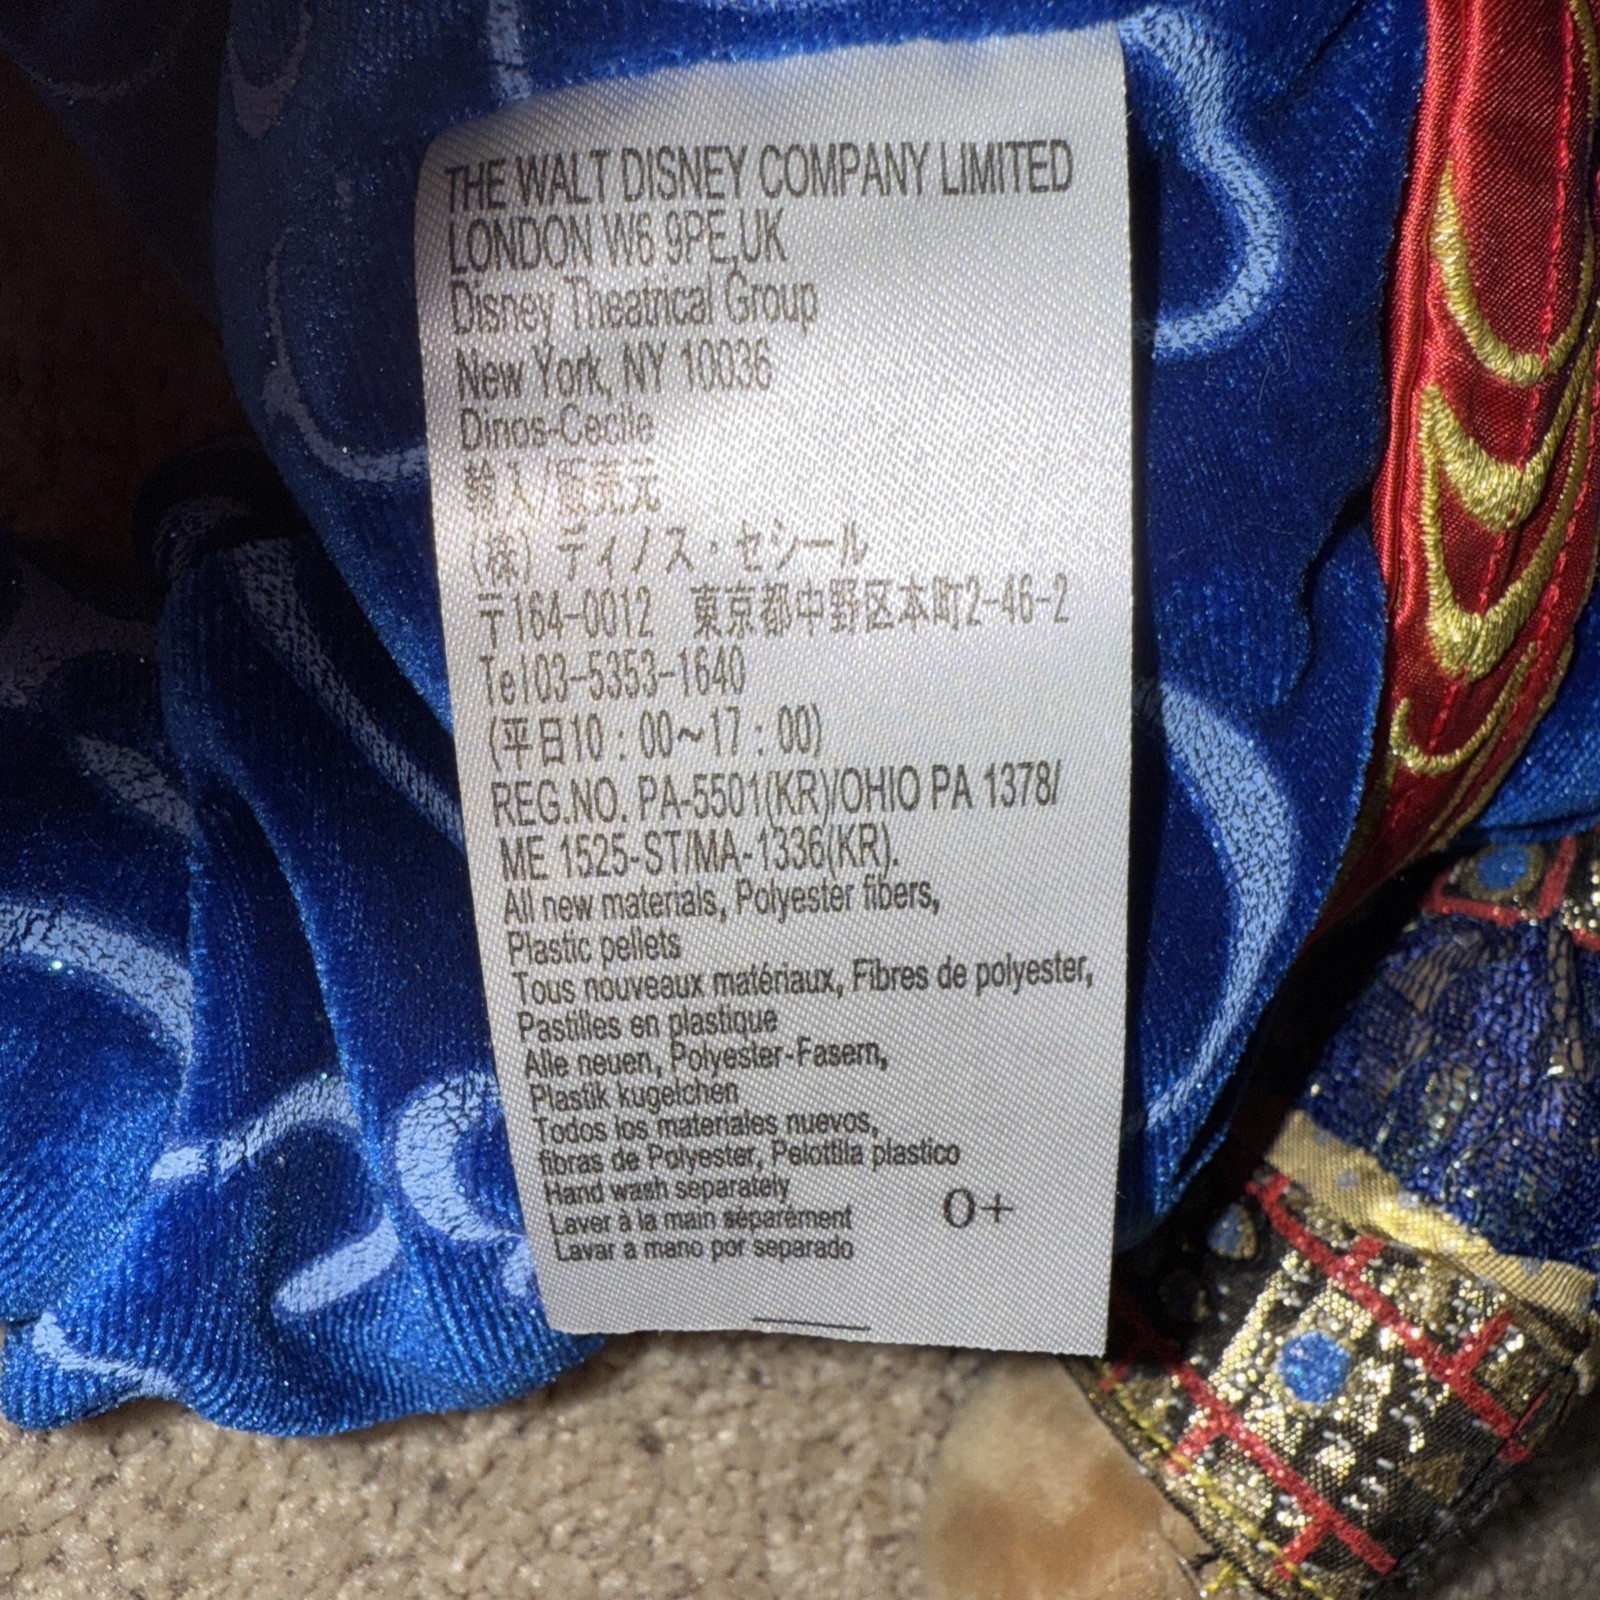 THE WALT DISNEY COMPANY LIMITED
LONDON W6 9PE,UK
Disney Theatrical Group
New York, NY 10036
Dinos-Cecile
輸入/販売元
(株) ディノス・セシール
〒164-0012 東京都中野区本町2-46-2
Tel03-5353-1640
(平日10:00~17:00)
REG.NO. PA-5501(KR)/OHIO PA 1378/
ME 1525-ST/MA-1336(KR).
All new materials, Polyester fibers,
Plastic pellets
Tous nouveaux matériaux, Fibres de polyester,
Pastilles en plastique
Alle neuen, Polyester-Fasern,
Plastik kugelchen
Todos los materiales nuevos,
fibras de Polyester, Pelottila plastico
Hand wash separately
Laver à la main séparément
Lavar a mano por separado
0+